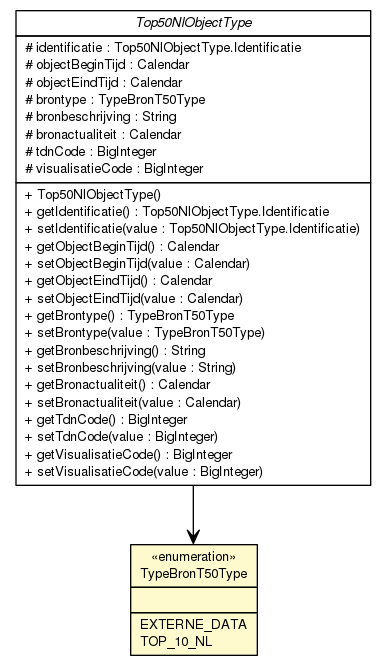 Top50NlObjectType
# identificatie : Top50NlObjectType.Identificatie
# objectBeginTijd : Calendar
# objectEindTijd : Calendar
# brontype : TypeBronT50Type
# bronbeschrijving : String
# bronactualiteit : Calendar
# tdnCode : BigInteger
# visualisatieCode : BigInteger
+ Top50NlObjectType()
+ getIdentificatie() : Top50NlObjectType.Identificatie
+ setIdentificatie(value : Top50NlObjectType.Identificatie)
+ getObjectBeginTijd() : Calendar
+ setObjectBeginTijd(value : Calendar)
+ getObjectEindTijd() : Calendar
+ setObjectEindTijd(value : Calendar)
+ getBrontype() : TypeBronT50Type
+ setBrontype(value : TypeBronT50Type)
+ getBronbeschrijving() : String
+ setBronbeschrijving(value : String)
+ getBronactualiteit() : Calendar
+ setBronactualiteit(value : Calendar)
+ getTdnCode() : BigInteger
+ setTdnCode(value : BigInteger)
+ getVisualisatieCode() : BigInteger
+ setVisualisatieCode(value : BigInteger)
«enumeration»
TypeBronT50Type
EXTERNE_DATA
TOP_10_NL